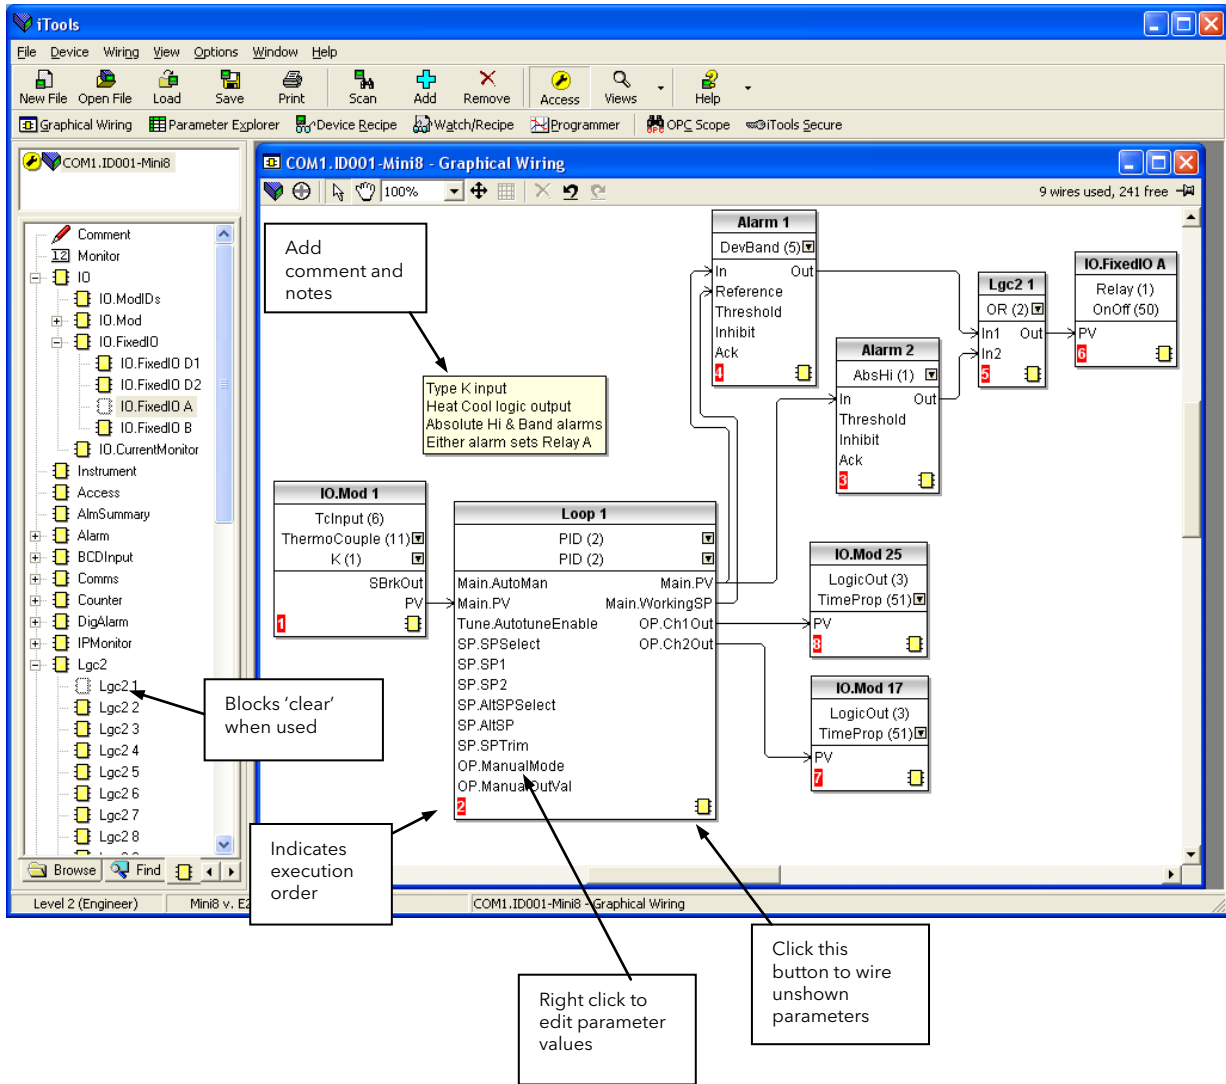 iTools
File Device Wiring View Options Window Help
New File Open File Load Save Print Scan Add Remove Access Views Help
Graphical Wiring Parameter Explorer Device Recipe Watch/Recipe Programmer OPC Scope iTools Secure
COM1.ID001-Mini8
Comment
12 Monitor
IO
IO.ModIDs
IO.Mod
IO.FixedIO
IO.FixedIO D1
IO.FixedIO D2
IO.FixedIO A
IO.FixedIO B
IO.CurrentMonitor
Instrument
Access
AlmSummary
Alarm
BCDInput
Comms
Counter
DigAlarm
IPMonitor
Lgc2
Lgc2 1
Lgc2 2
Lgc2 3
Lgc2 4
Lgc2 5
Lgc2 6
Lgc2 7
Lgc2 8
Browse Find
COM1.ID001-Mini8 - Graphical Wiring
100%
9 wires used, 241 free
Add
comment and
notes
Type K input
Heat Cool logic output
Absolute Hi & Band alarms
Either alarm sets Relay A
Alarm 1
DevBand (5)
In Out
Reference
Threshold
Inhibit
Ack
4
Alarm 2
AbsHi (1)
In Out
Threshold
Inhibit
Ack
3
Lgc2 1
OR (2)
In1 Out
In2
5
IO.FixedIO A
Relay (1)
OnOff (50)
PV
6
IO.Mod 1
TcInput (6)
ThermoCouple (11)
K (1)
SBrkOut
PV
1
Loop 1
PID (2)
PID (2)
Main.AutoMan Main.PV
Main.PV Main.WorkingSP
Tune.AutotuneEnable OP.Ch1Out
SP.SPSelect OP.Ch2Out
SP.SP1
SP.SP2
SP.AltSPSelect
SP.AltSP
SP.SPTrim
OP.ManualMode
OP.ManualOutVal
2
IO.Mod 25
LogicOut (3)
TimeProp (51)
PV
8
IO.Mod 17
LogicOut (3)
TimeProp (51)
PV
7
Blocks ‘clear’
when used
Indicates
execution
order
Level 2 (Engineer) Mini8 v. E2 COM1.ID001-Mini8 - Graphical Wiring
Click this
button to wire
unshown
parameters
Right click to
edit parameter
values